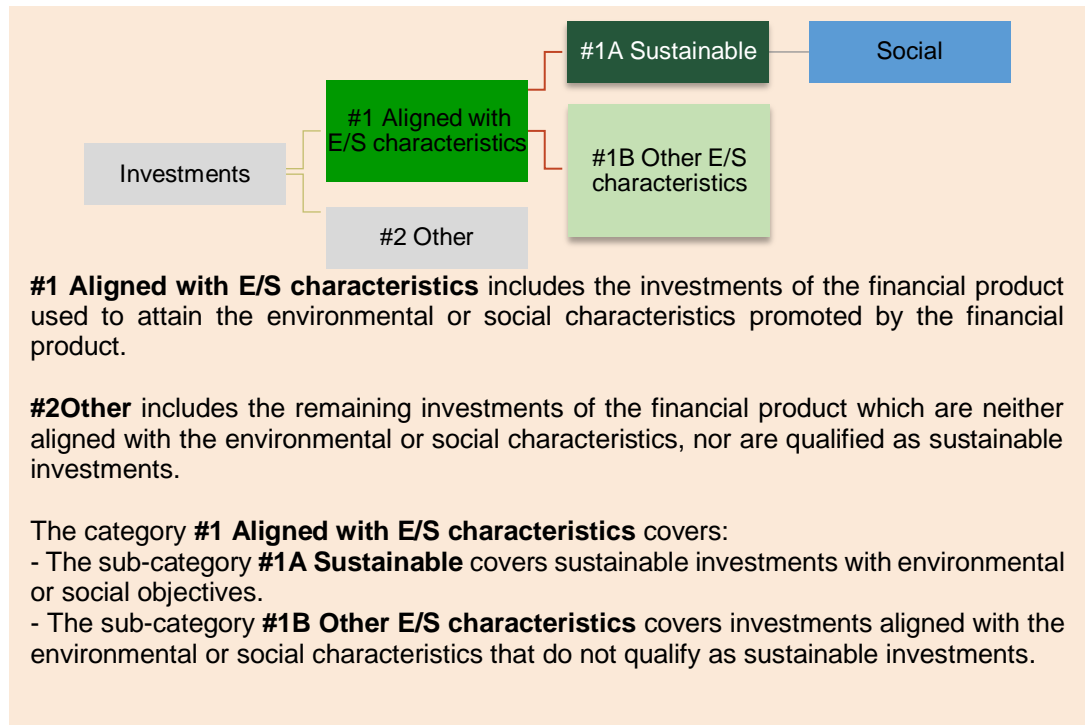 #1A Sustainable
Social
#1 Aligned with
E/S characteristics
#1B Other E/S
characteristics
Investments
#2 Other
#1 Aligned with E/S characteristics includes the investments of the financial product
used to attain the environmental or social characteristics promoted by the financial
product.
#2Other includes the remaining investments of the financial product which are neither
aligned with the environmental or social characteristics, nor are qualified as sustainable
investments.
The category #1 Aligned with E/S characteristics covers:
- The sub-category #1A Sustainable covers sustainable investments with environmental
or social objectives.
- The sub-category #1B Other E/S characteristics covers investments aligned with the
environmental or social characteristics that do not qualify as sustainable investments.